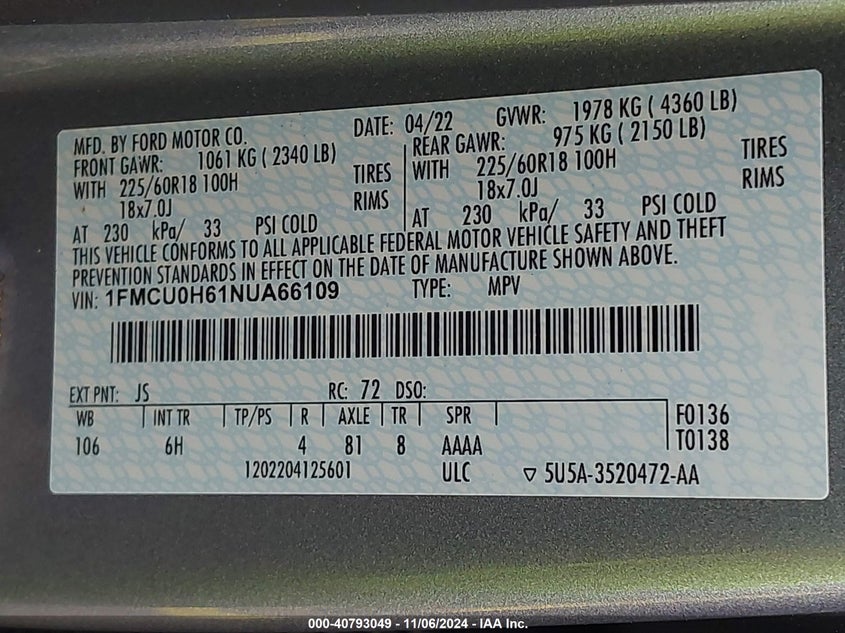 MFD. BY FORD MOTOR CO. DATE: 04/22 GVWR: 1978 KG ( 4360 LB)
FRONT GAWR: 1061 KG ( 2340 LB) REAR GAWR: 975 KG ( 2150 LB)
WITH 225/60R18 100H TIRES WITH 225/60R18 100H TIRES
18x7.0J RIMS 18x7.0J RIMS
AT 230 kPa/ 33 PSI COLD AT 230 kPa/ 33 PSI COLD
THIS VEHICLE CONFORMS TO ALL APPLICABLE FEDERAL MOTOR VEHICLE SAFETY AND THEFT
PREVENTION STANDARDS IN EFFECT ON THE DATE OF MANUFACTURE SHOWN ABOVE.
VIN: 1FMCU0H61NUA66109 TYPE: MPV
EXT PNT: JS RC: 72 DSO:
WB INT TR TP/PS R AXLE TR SPR F0136
106 6H 4 81 8 AAAA T0138
1202204125601 ULC ▽ 5U5A-3520472-AA
000-40793049 - 11/06/2024 - IAA Inc.